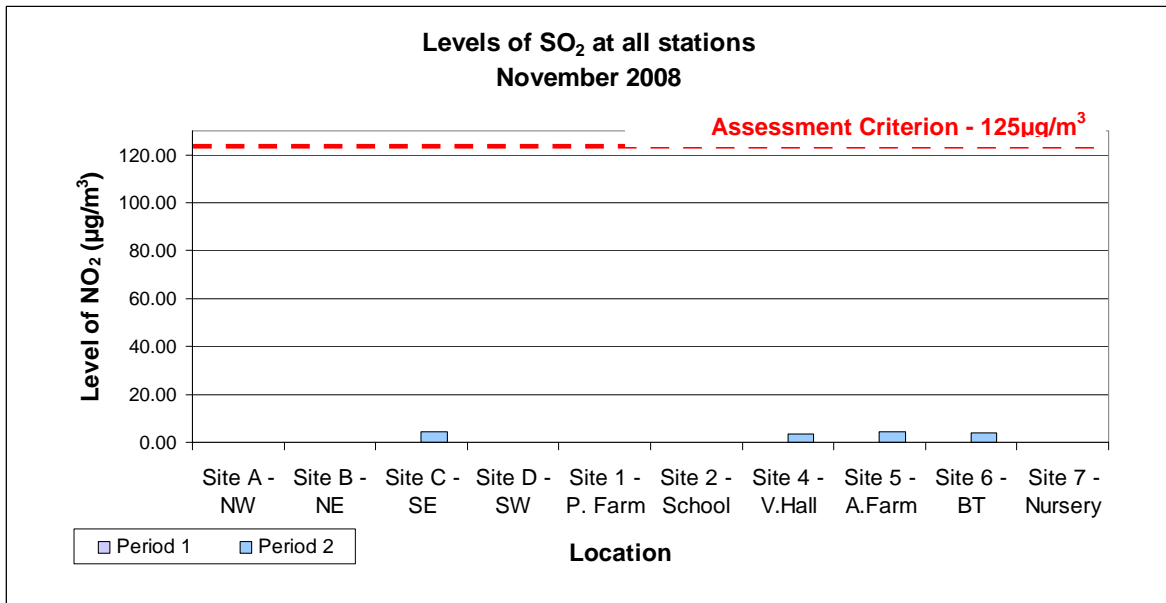 Levels of SO₂ at all stations
November 2008
Assessment Criterion - 125µg/m³
Level of NO₂ (µg/m³)
120.00
100.00
80.00
60.00
40.00
20.00
0.00
Site A - NW
Site B - NE
Site C - SE
Site D - SW
Site 1 - P. Farm
Site 2 - School
Site 4 - V.Hall
Site 5 - A.Farm
Site 6 - BT
Site 7 - Nursery
Period 1 Period 2
Location